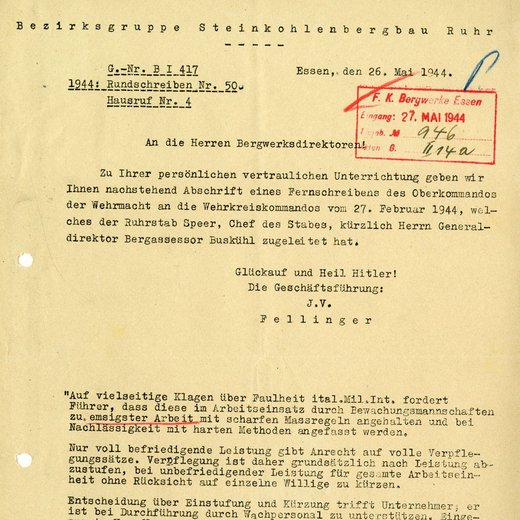 Bezirksgruppe Steinkohlenbergbau Ruhr
G.-Nr. B I 417
1944: Rundschreiben Nr. 50.
Hausruf Nr. 4
Essen, den 26. Mai 1944.
F. K. Bergwerke Essen
Eingang: 27. MAI 1944
946
An die Herren Bergwerksdirektoren!
Zu Ihrer persönlichen vertraulichen Unterrichtung geben wir
Ihnen nachstehend Abschrift eines Fernschreibens des Oberkommandos
der Wehrmacht an die Wehrkreiskommandos vom 27. Februar 1944, wel-
ches der Ruhrstab Speer, Chef des Stabes, kürzlich Herrn General-
direktor Bergassessor Buskühl zugeleitet hat.
Glückauf und Heil Hitler!
Die Geschäftsführung:
J.V.
Fellinger
"Auf vielseitige Klagen über Faulheit ital.Mil.Int. fordert
Führer, dass diese im Arbeitseinsatz durch Bewachungsmannschaften
zu emsigster Arbeit mit scharfen Massregeln angehalten und bei
Nachlässigkeit mit harten Methoden angefasst werden.
Nur voll befriedigende Leistung gibt Anrecht auf volle Verpfle-
gungssätze. Verpflegung ist daher grundsätzlich nach Leistung ab-
zustufen, bei unbefriedigender Leistung für gesamte Arbeitsein-
heit ohne Rücksicht auf einzelne Willige zu kürzen.
Entscheidung über Einstufung und Kürzung trifft Unternehmer; er
ist bei Durchführung durch Wachpersonal zu unterstützen. Einge-